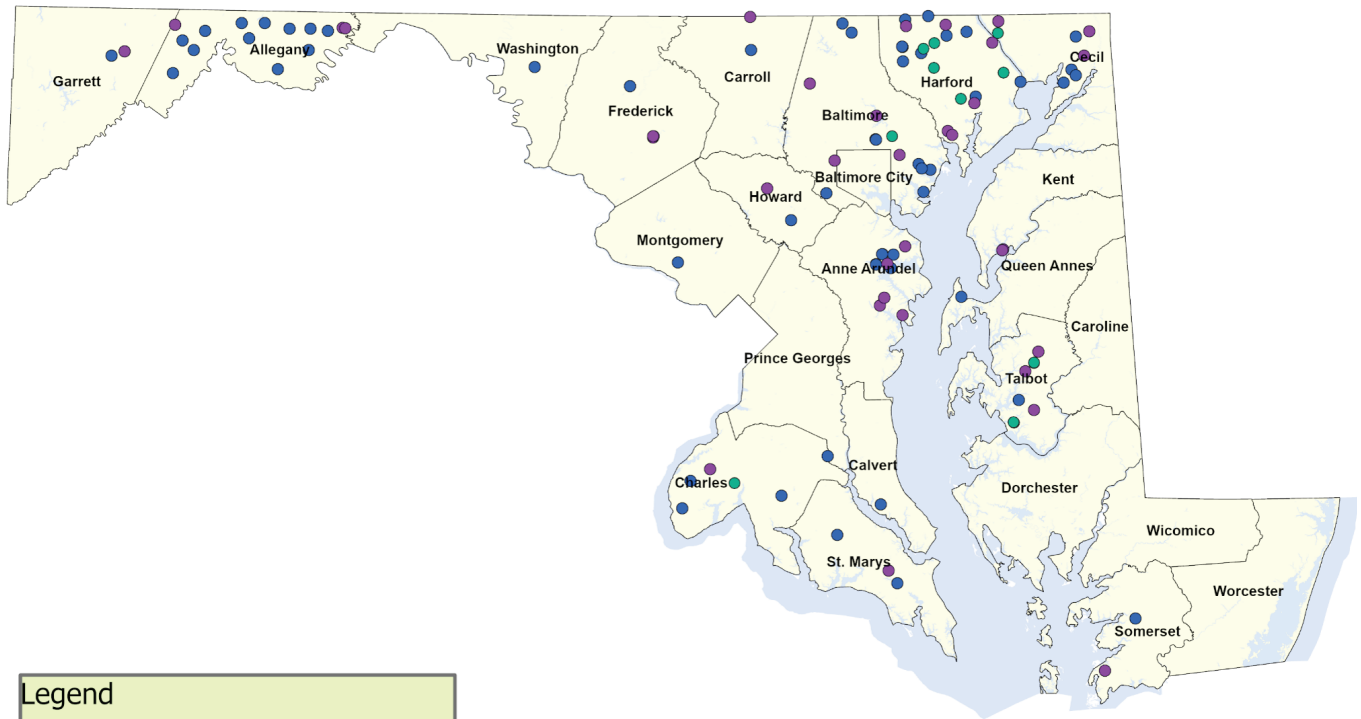 Washington
Cecil
Allegany
Carroll
Garrett
Harford
Frederick
Baltimore
Baltimore City
Kent
Howard
Montgomery
Anne Arundel
Queen Annes
Caroline
Prince Georges
Talbot
Calvert
Charles
Dorchester
Wicomico
St. Marys
Worcester
Somerset
Legend